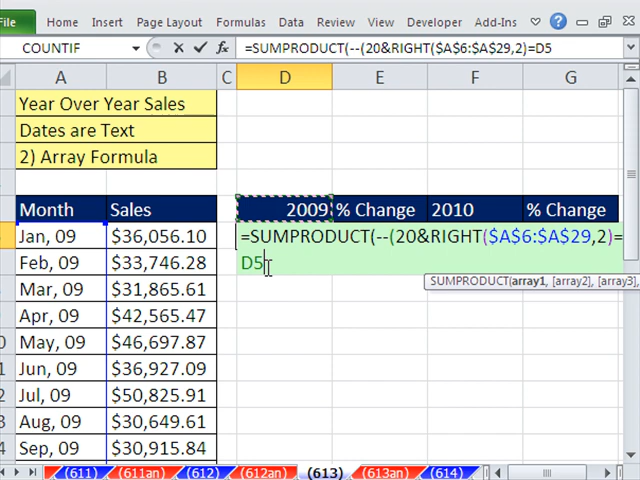 File Home Insert Page Layout Formulas Data Review View Developer Add-Ins
COUNTIF =SUMPRODUCT(--(20&RIGHT($A$6:$A$29,2)=D5
A B C D E F G
Year Over Year Sales
Dates are Text
2) Array Formula
Month Sales 2009 % Change 2010 % Change
Jan, 09 $36,056.10 =SUMPRODUCT(--(20&RIGHT($A$6:$A$29,2)=
Feb, 09 $33,746.28 D5
SUMPRODUCT(array1, [array2], [array3],
Mar, 09 $31,865.61
Apr, 09 $42,565.47
May, 09 $46,697.87
Jun, 09 $36,927.09
Jul, 09 $50,825.91
Aug, 09 $30,649.61
Sep, 09 $30,915.84
(611) (611an) (612) (612an) (613) (613an) (614)